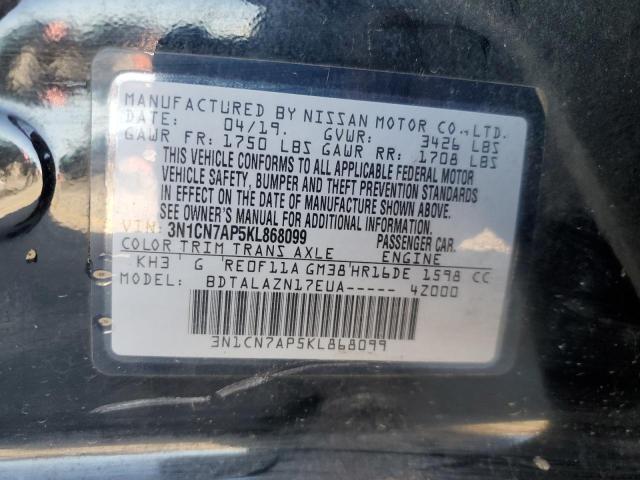 MANUFACTURED BY NISSAN MOTOR CO., LTD.
DATE: 04/19. GVWR: 3426 LBS
GAWR FR: 1750 LBS GAWR RR: 1708 LBS
THIS VEHICLE CONFORMS TO ALL APPLICABLE FEDERAL MOTOR
VEHICLE SAFETY, BUMPER AND THEFT PREVENTION STANDARDS
IN EFFECT ON THE DATE OF MANUFACTURE SHOWN ABOVE.
SEE OWNER'S MANUAL FOR ADDITIONAL INFORMATION.
VIN: 3N1CN7AP5KL868099 PASSENGER CAR.
COLOR TRIM TRANS AXLE ENGINE
KH3 G RE0F11A GM38 HR16DE 1598 CC
MODEL: BDTALAZN17EUA----- 4Z000
3N1CN7AP5KL868099